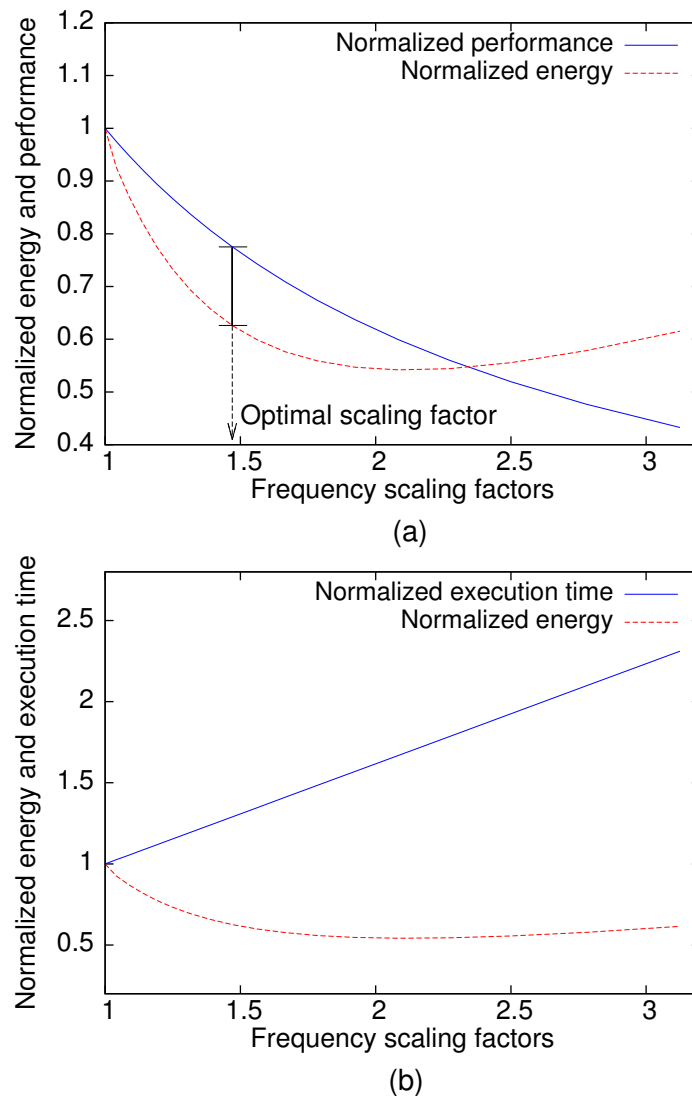 Normalized energy and performance
1.2
1.1
1
0.9
0.8
0.7
0.6
0.5
0.4
Normalized performance
Normalized energy
Optimal scaling factor
1 1.5 2 2.5 3
Frequency scaling factors
(a)
Normalized energy and execution time
2.5
2
1.5
1
0.5
Normalized execution time
Normalized energy
1 1.5 2 2.5 3
Frequency scaling factors
(b)